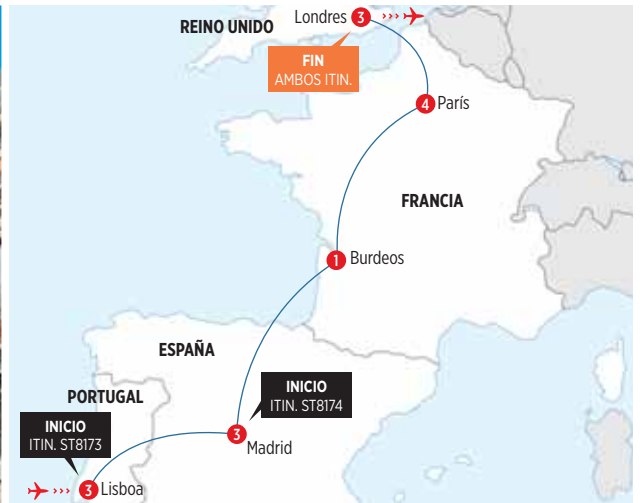 REINO UNIDO
Londres 3
FIN
AMBOS ITIN.
4 París
FRANCIA
1 Burdeos
ESPAÑA
INICIO
ITIN. ST8174
PORTUGAL
INICIO
ITIN. ST8173
3
Madrid
3 Lisboa